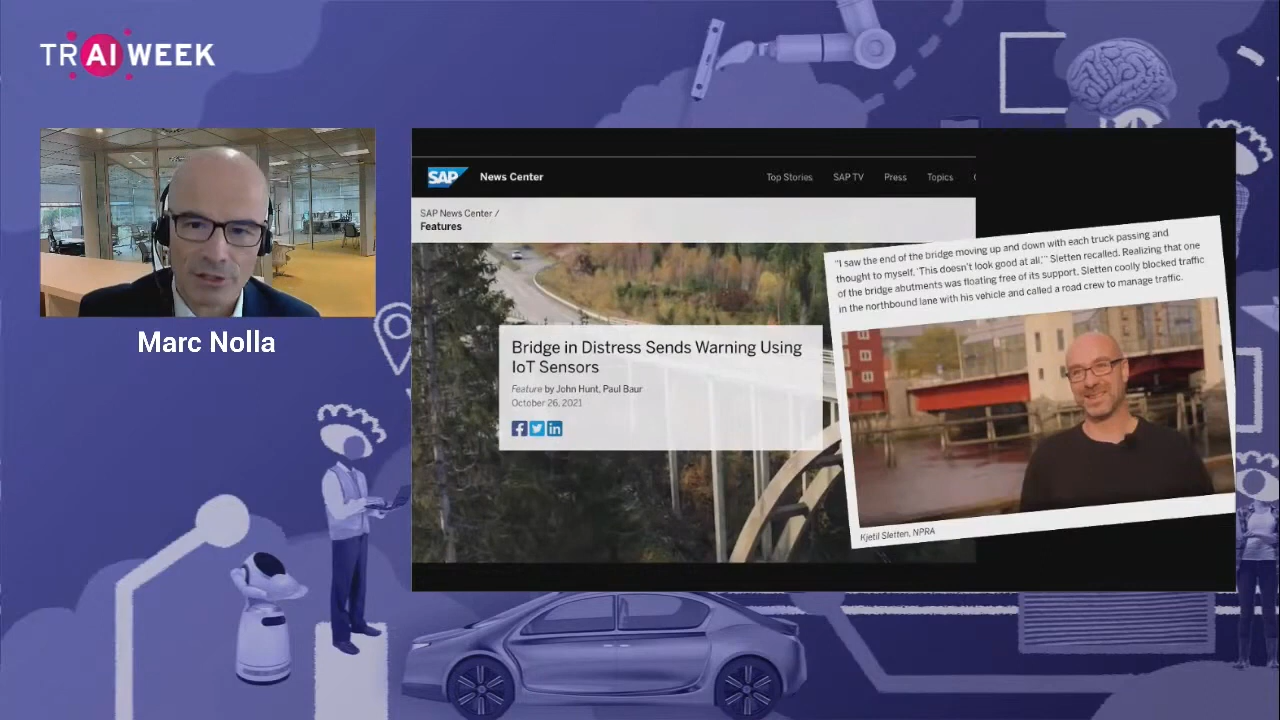 TRAIWEEK
Marc Nolla
SAP News Center
Top Stories SAP TV Press Topics
SAP News Center /
Features
Bridge in Distress Sends Warning Using
IoT Sensors
Feature by John Hunt, Paul Baur
October 26, 2021
"I saw the end of the bridge moving up and down with each truck passing and
thought to myself, 'This doesn't look good at all,'" Sletten recalled. Realizing that one
of the bridge abutments was floating free of its support, Sletten coolly blocked traffic
in the northbound lane with his vehicle and called a road crew to manage traffic.
Kjetil Sletten, NPRA